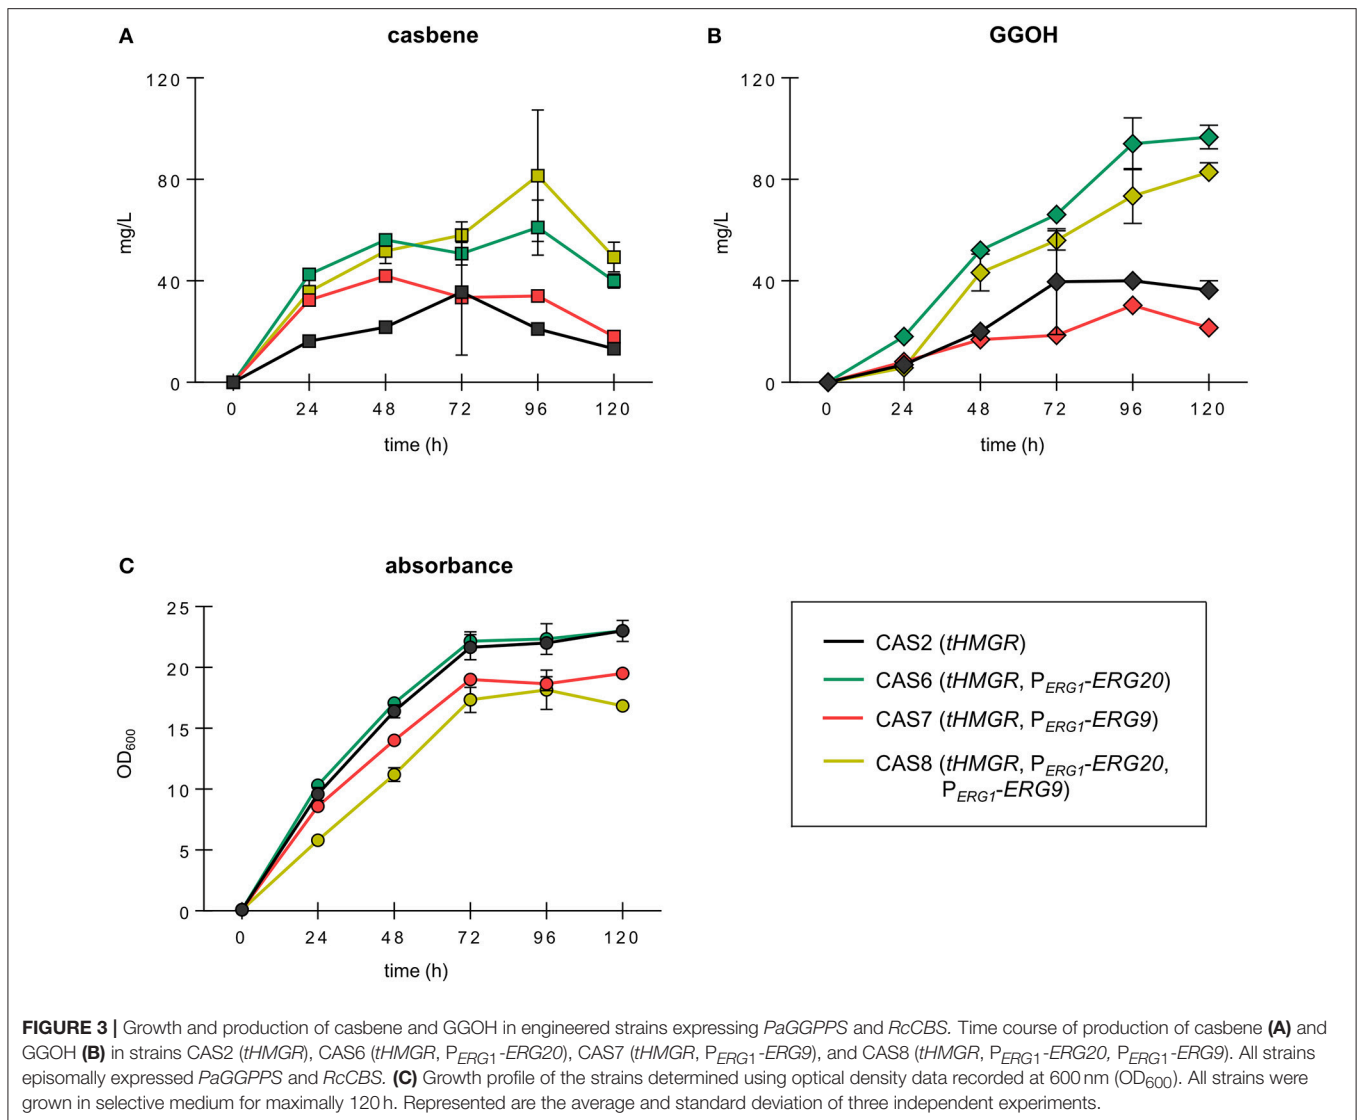 A
casbene
120
80
40
0
mg/L
0 24 48 72 96 120
time (h)
B
GGOH
120
80
40
0
mg/L
0 24 48 72 96 120
time (h)
C
absorbance
25
20
15
10
5
0
OD600
0 24 48 72 96 120
time (h)
CAS2 (tHMGR)
CAS6 (tHMGR, PERG1-ERG20)
CAS7 (tHMGR, PERG1-ERG9)
CAS8 (tHMGR, PERG1-ERG20,
PERG1-ERG9)
FIGURE 3 | Growth and production of casbene and GGOH in engineered strains expressing PaGGPPS and RcCBS. Time course of production of casbene (A) and
GGOH (B) in strains CAS2 (tHMGR), CAS6 (tHMGR, PERG1-ERG20), CAS7 (tHMGR, PERG1-ERG9), and CAS8 (tHMGR, PERG1-ERG20, PERG1-ERG9). All strains
episomally expressed PaGGPPS and RcCBS. (C) Growth profile of the strains determined using optical density data recorded at 600 nm (OD600). All strains were
grown in selective medium for maximally 120 h. Represented are the average and standard deviation of three independent experiments.